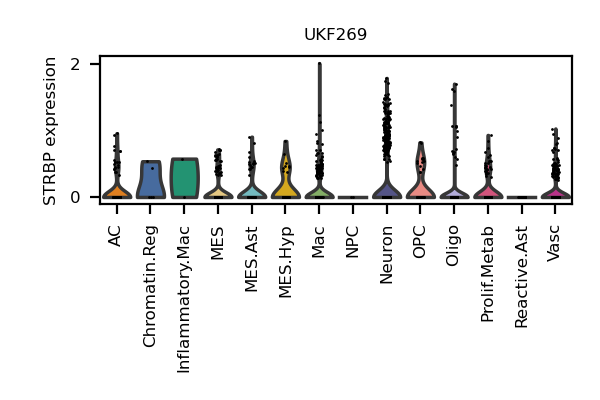 UKF269
STRBP expression
2
0
AC
Chromatin.Reg
Inflammatory.Mac
MES
MES.Ast
MES.Hyp
Mac
NPC
Neuron
OPC
Oligo
Prolif.Metab
Reactive.Ast
Vasc